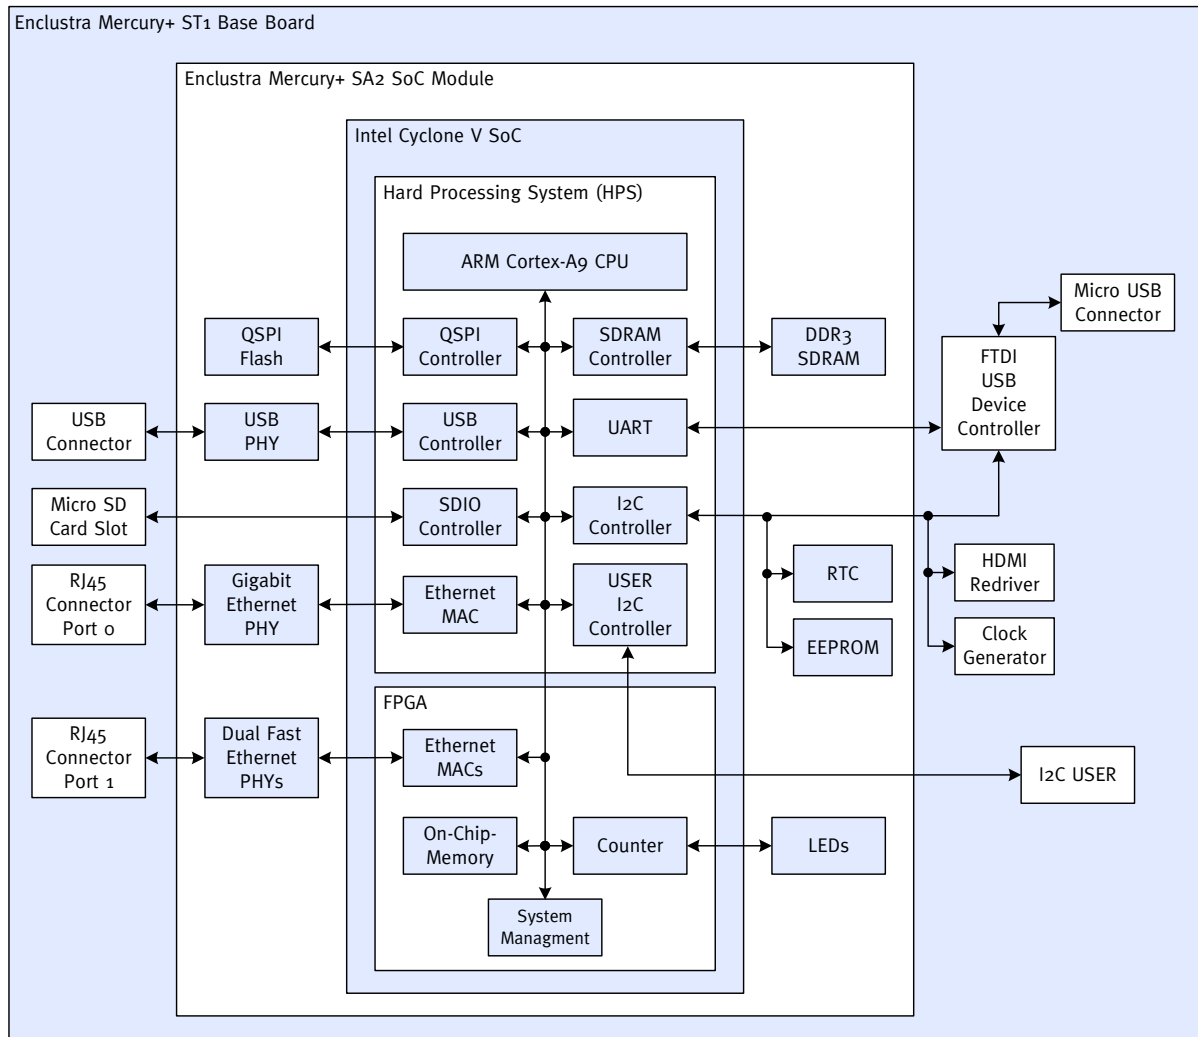 Enclustra Mercury+ ST1 Base Board
Enclustra Mercury+ SA2 SoC Module
Intel Cyclone V SoC
Hard Processing System (HPS)
ARM Cortex-A9 CPU
QSPI
Flash
QSPI
Controller
SDRAM
Controller
DDR3
SDRAM
Micro USB
Connector
FTDI
USB
Device
Controller
USB
Connector
USB
PHY
USB
Controller
UART
Micro SD
Card Slot
SDIO
Controller
I2C
Controller
RTC
HDMI
Redriver
RJ45
Connector
Port 0
Gigabit
Ethernet
PHY
Ethernet
MAC
USER
I2C
Controller
EEPROM
Clock
Generator
FPGA
RJ45
Connector
Port 1
Dual Fast
Ethernet
PHYs
Ethernet
MACs
I2C USER
On-Chip-
Memory
Counter
LEDs
System
Managment